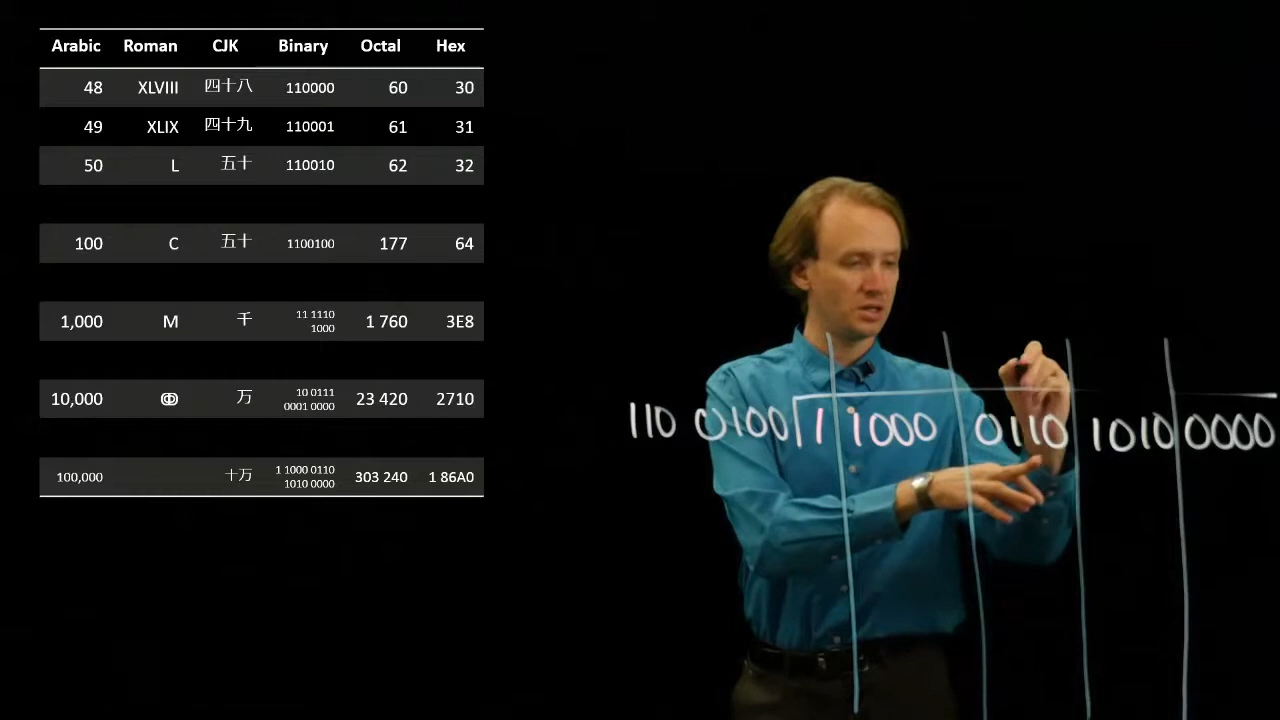 Arabic Roman CJK Binary Octal Hex
48 XLVIII 四十八 110000 60 30
49 XLIX 四十九 110001 61 31
50 L 五十 110010 62 32
100 C 五十 1100100 177 64
1,000 M 千 11 1110 1000 1 760 3E8
10,000 ↂ 万 10 0111 0001 0000 23 420 2710
100,000 十万 1 1000 0110 1010 0000 303 240 1 86A0
110 0100 1 1000 0110 1010 0000